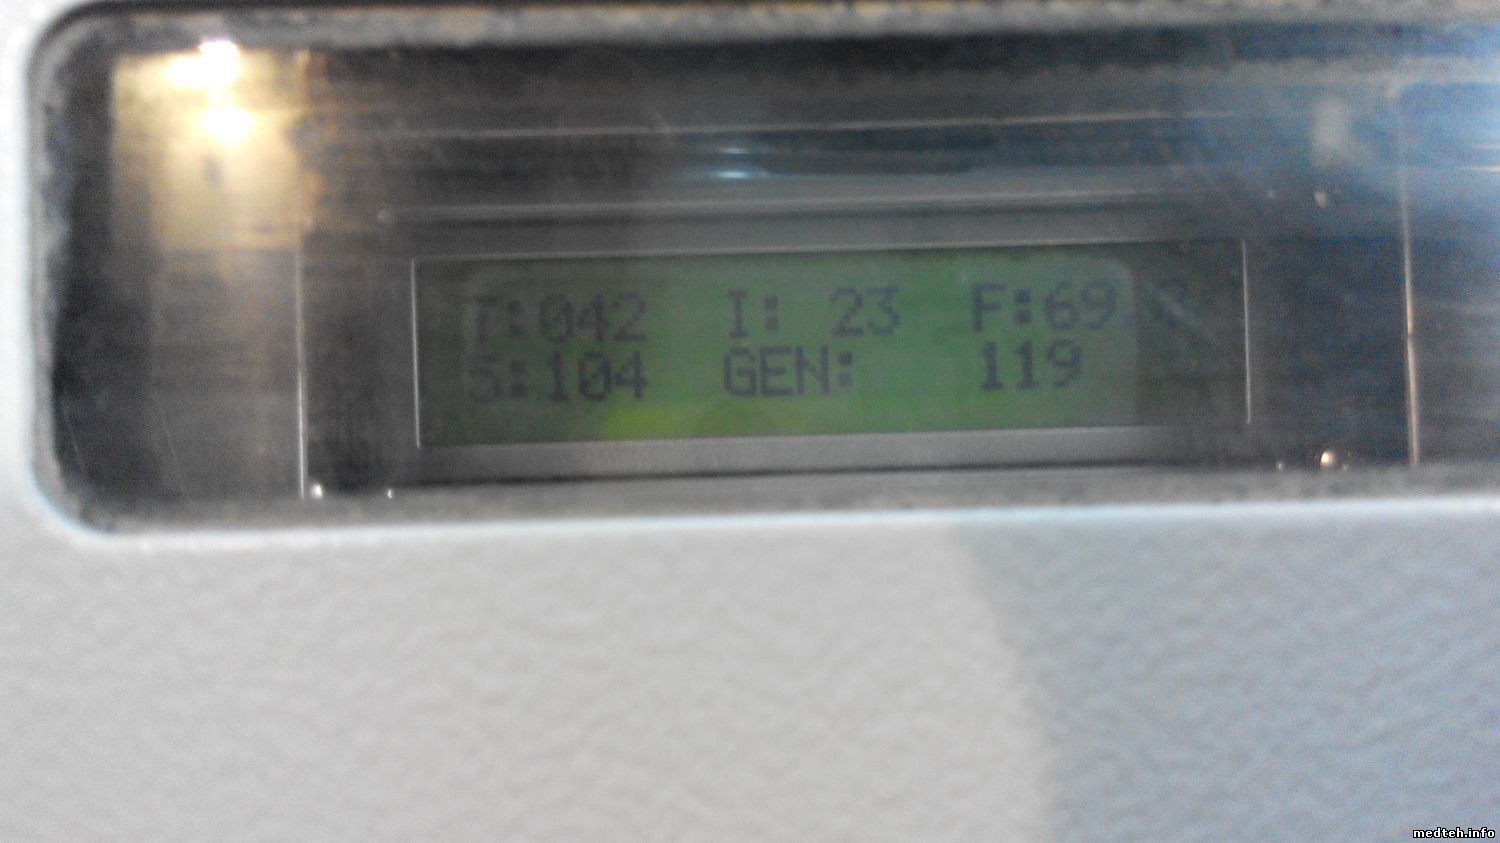 T:042 I: 23 F:69
S:104 GEN: 119
medteh.info